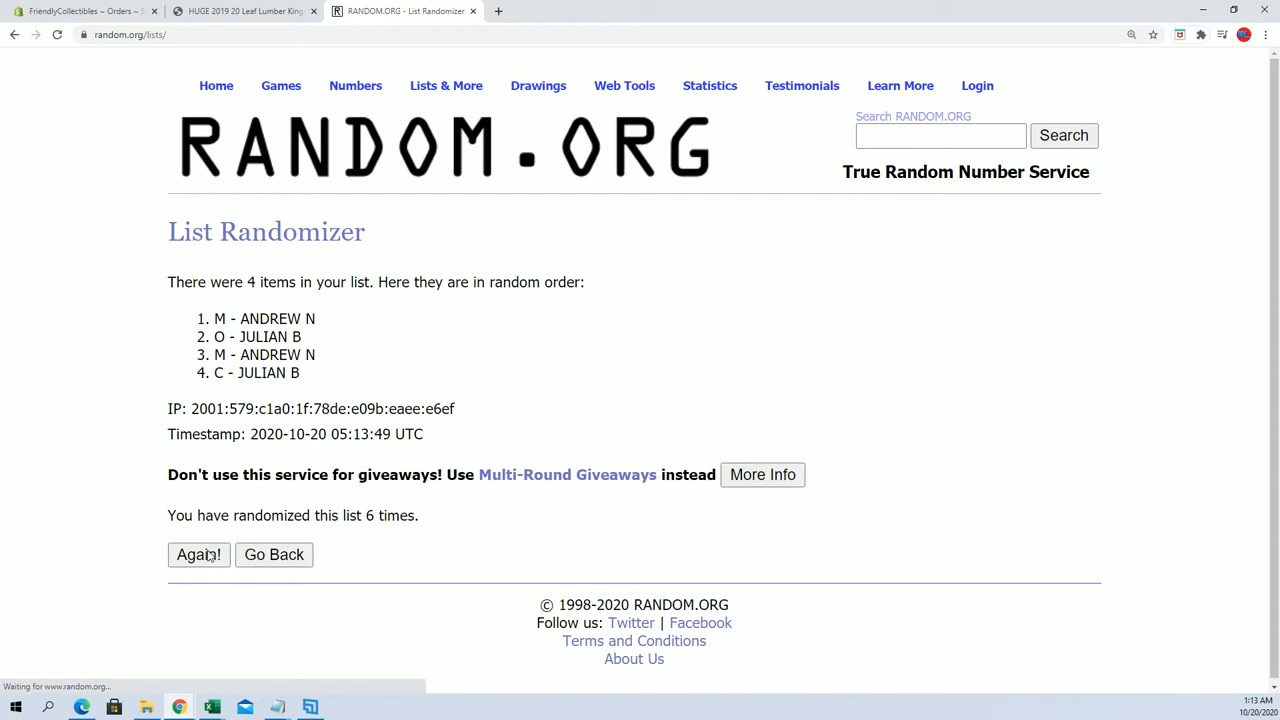 FriendlyCollectibles ~ Orders ~ S
HUGE 2019 20 Leaf Lumber King
RANDOM.ORG - List Randomizer
random.org/lists/
Home Games Numbers Lists & More Drawings Web Tools Statistics Testimonials Learn More Login
RANDOM.ORG
Search RANDOM.ORG
Search
True Random Number Service
List Randomizer
There were 4 items in your list. Here they are in random order:
1. M - ANDREW N
2. O - JULIAN B
3. M - ANDREW N
4. C - JULIAN B
IP: 2001:579:c1a0:1f:78de:e09b:eaee:e6ef
Timestamp: 2020-10-20 05:13:49 UTC
Don't use this service for giveaways! Use Multi-Round Giveaways instead More Info
You have randomized this list 6 times.
Again! Go Back
© 1998-2020 RANDOM.ORG
Follow us: Twitter | Facebook
Terms and Conditions
About Us
Waiting for www.random.org...
1:13 AM
10/20/2020